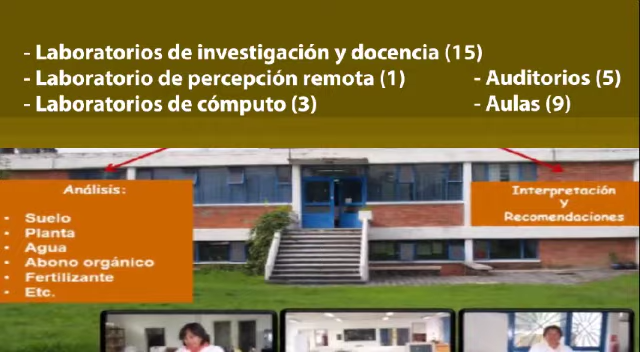 - Laboratorios de investigación y docencia (15)
- Laboratorio de percepción remota (1)
- Auditorios (5)
- Laboratorios de cómputo (3)
- Aulas (9)
Análisis:
• Suelo
• Planta
• Agua
• Abono orgánico
• Fertilizante
• Etc.
Interpretación
Y
Recomendaciones